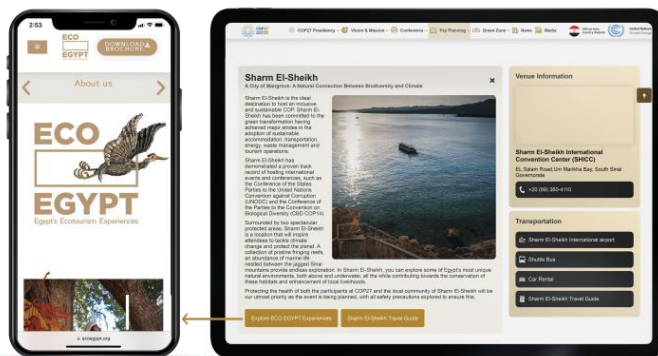 2:53
ECO
EGYPT
DOWNLOAD
BROCHURE
About us
ECO
EGYPT
Egypt's Ecotourism Experiences
ecoegypt.org
COP27 Presidency
Vision & Mission
Conference
Trip Planning
Green Zone
News
Media
Sharm El-Sheikh
A City of Mangrove: A Natural Connection Between Biodiversity and Climate
Sharm El-Sheikh is the ideal
destination to host an inclusive
and sustainable COP. Sharm El-
Sheikh has been committed to the
green transformation having
achieved major strides in the
adoption of sustainable
accommodation, transportation,
energy, waste management and
tourism operations.
Sharm El-Sheikh has
demonstrated a proven track
record of hosting international
events and conferences, such as
the Conference of the States
Parties to the United Nations
Convention against Corruption
(UNODC) and the Conference of
the Parties to the Convention on
Biological Diversity (CBD COP14).
Surrounded by two spectacular
protected areas, Sharm El-Sheikh
is a location that will inspire
attendees to tackle climate
change and protect the planet. A
collection of pristine fringing reefs,
an abundance of marine life
nestled between the jagged Sinai
mountains provide endless exploration. In Sharm El-Sheikh, you can explore some of Egypt's most unique
natural environments, both above and underwater, all the while contributing towards the conservation of
these habitats and enhancement of local livelihoods.
Protecting the health of both the participants at COP27 and the local community of Sharm El-Sheikh will be
our utmost priority as the event is being planned, with all safety precautions explored to ensure this.
Explore ECO EGYPT Experiences
Sharm El-Sheikh Travel Guide
Venue Information
Sharm El-Sheikh International
Convention Center (SHICC)
EL Salam Road,Um Marikha Bay, South Sinai
Governorate
+20 (69) 360-4110
Transportation
Sharm El-Sheikh International airport
Shuttle Bus
Car Rental
Sharm El-Sheikh Travel Guide